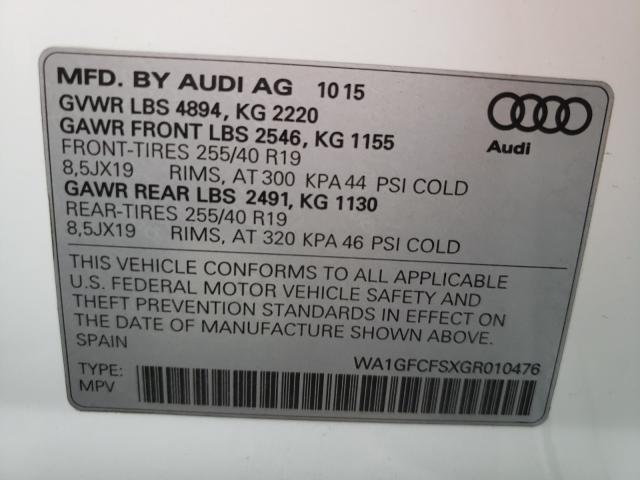 MFD. BY AUDI AG 10 15
GVWR LBS 4894, KG 2220
GAWR FRONT LBS 2546, KG 1155
FRONT-TIRES 255/40 R19
8,5JX19 RIMS, AT 300 KPA 44 PSI COLD
GAWR REAR LBS 2491, KG 1130
REAR-TIRES 255/40 R19
8,5JX19 RIMS, AT 320 KPA 46 PSI COLD
Audi
THIS VEHICLE CONFORMS TO ALL APPLICABLE
U.S. FEDERAL MOTOR VEHICLE SAFETY AND
THEFT PREVENTION STANDARDS IN EFFECT ON
THE DATE OF MANUFACTURE SHOWN ABOVE.
SPAIN
WA1GFCFSXGR010476
TYPE:
MPV